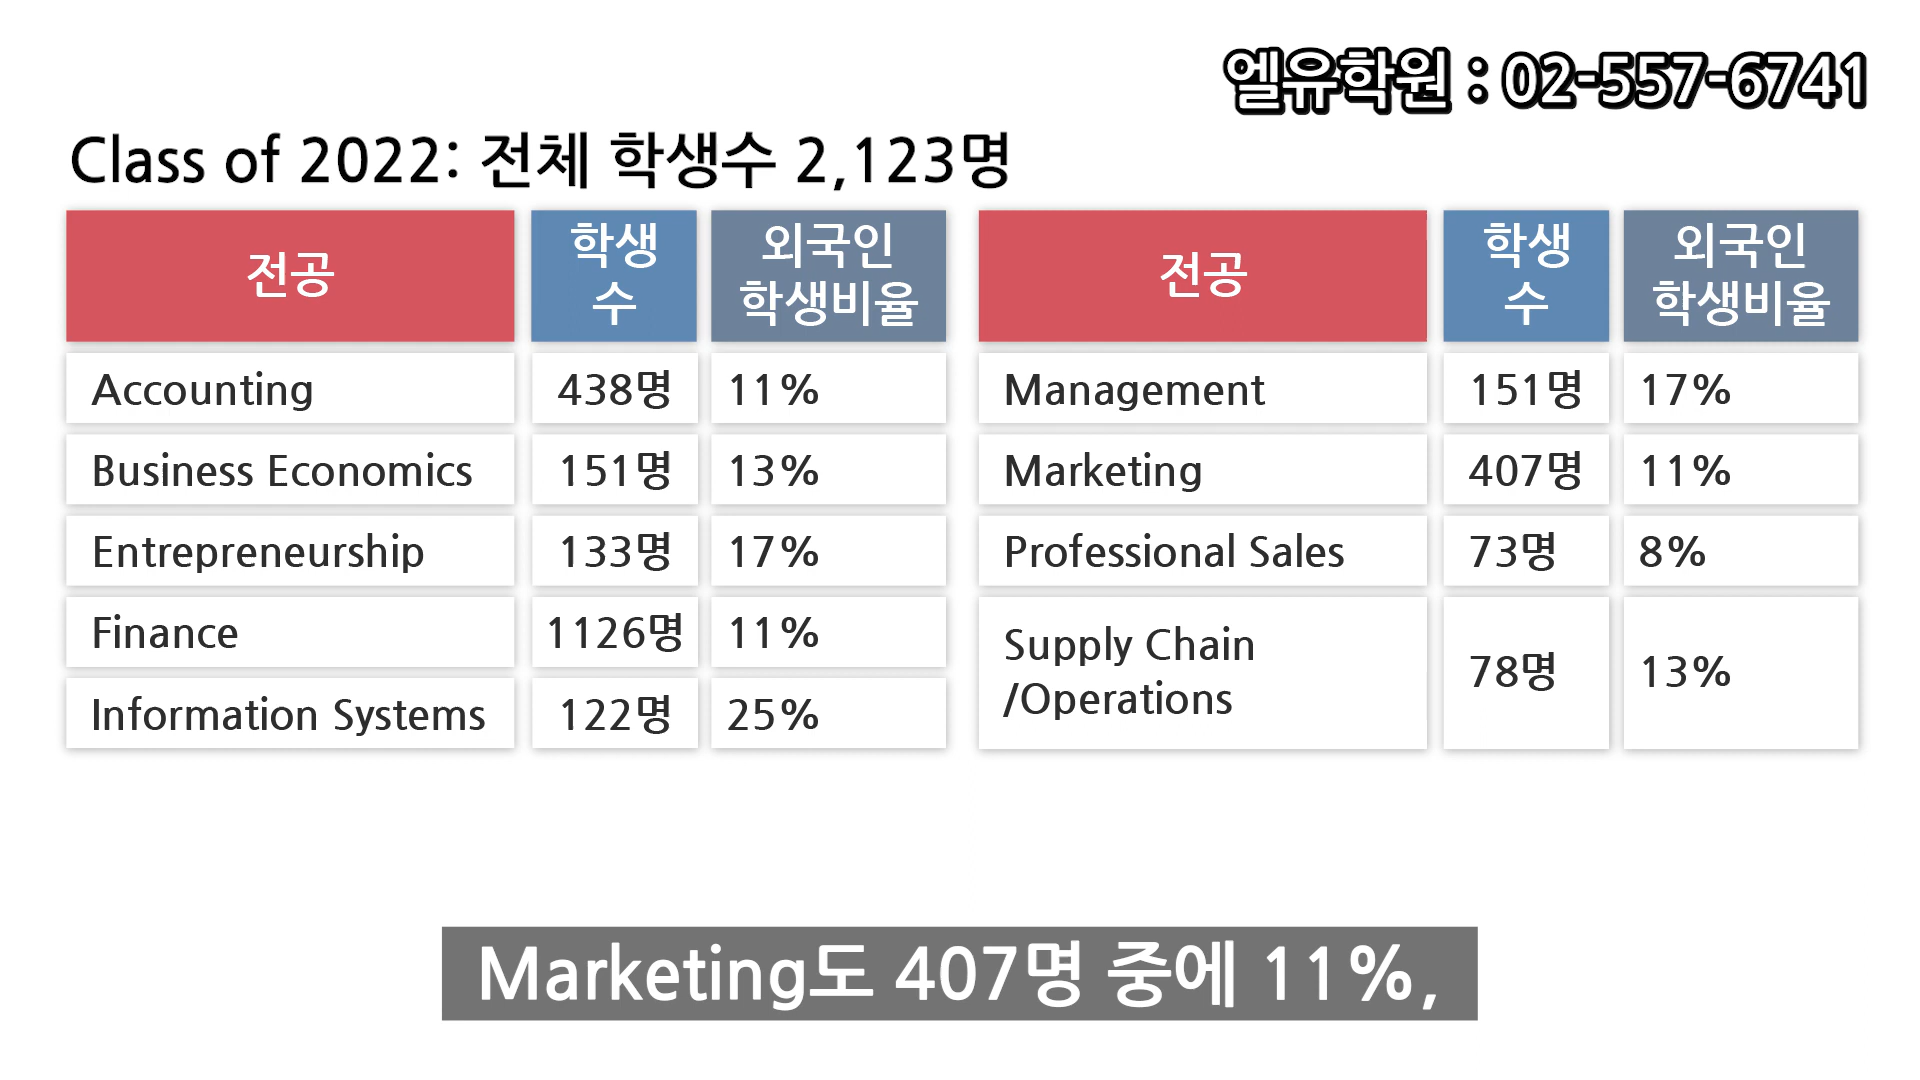 엘유학원 : 02-557-6741
Class of 2022: 전체 학생수 2,123명
전공 학생 수 외국인 학생비율
Accounting 438명 11%
Business Economics 151명 13%
Entrepreneurship 133명 17%
Finance 1126명 11%
Information Systems 122명 25%
전공 학생 수 외국인 학생비율
Management 151명 17%
Marketing 407명 11%
Professional Sales 73명 8%
Supply Chain
/Operations 78명 13%
Marketing도 407명 중에 11%,